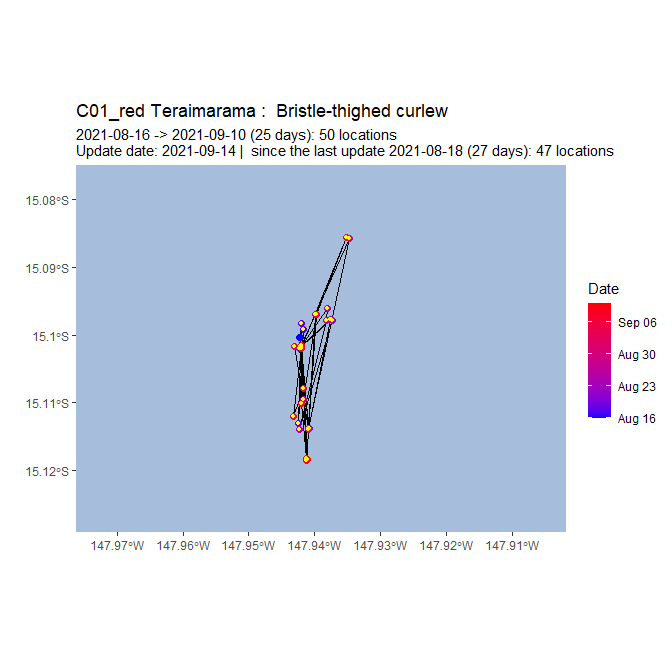 C01_red Teraimarama :  Bristle-thighed curlew
2021-08-16 -> 2021-09-10 (25 days): 50 locations
Update date: 2021-09-14 |  since the last update 2021-08-18 (27 days): 47 locations
15.08°S
15.09°S
15.1°S
15.11°S
15.12°S
147.97°W
147.96°W
147.95°W
147.94°W
147.93°W
147.92°W
147.91°W
Date
Sep 06
Aug 30
Aug 23
Aug 16